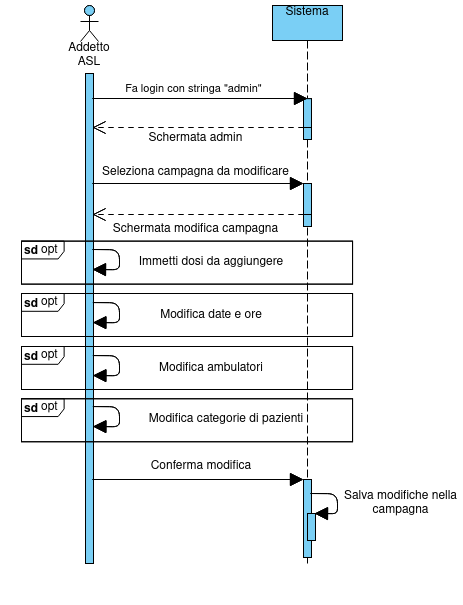 Sistema
Addetto
ASL
Fa login con stringa "admin"
Schermata admin
Seleziona campagna da modificare
Schermata modifica campagna
sd opt
Immetti dosi da aggiungere
sd opt
Modifica date e ore
sd opt
Modifica ambulatori
sd opt
Modifica categorie di pazienti
Conferma modifica
Salva modifiche nella
campagna